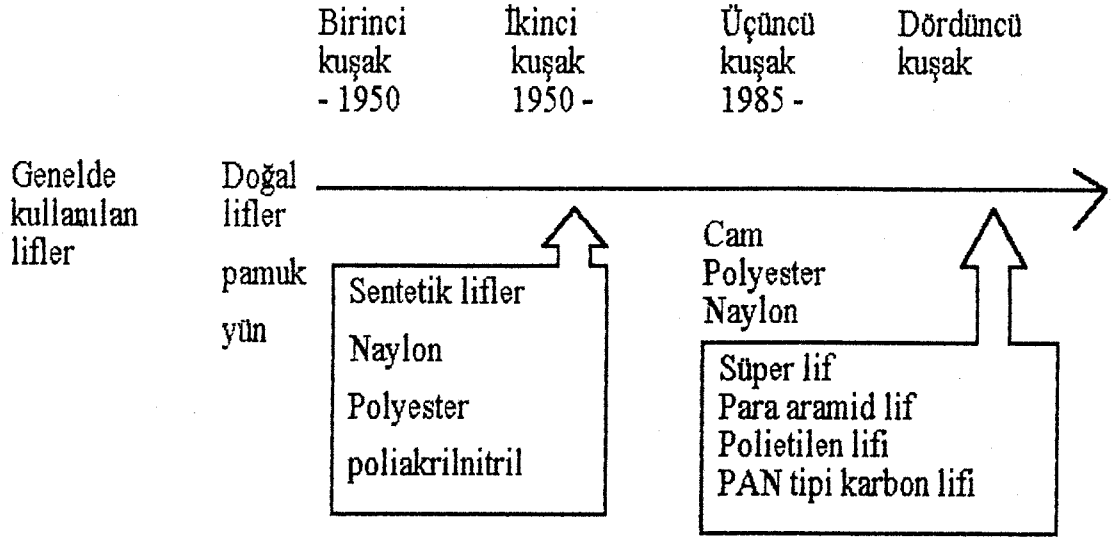 Birinci
kuşak
- 1950
İkinci
kuşak
1950 -
Üçüncü
kuşak
1985 -
Dördüncü
kuşak
Genelde
kullanılan
lifler
Doğal
lifler
pamuk
yün
Sentetik lifler
Naylon
Polyester
poliakrilnitril
Cam
Polyester
Naylon
Süper lif
Para aramid lif
Polietilen lifi
PAN tipi karbon lifi